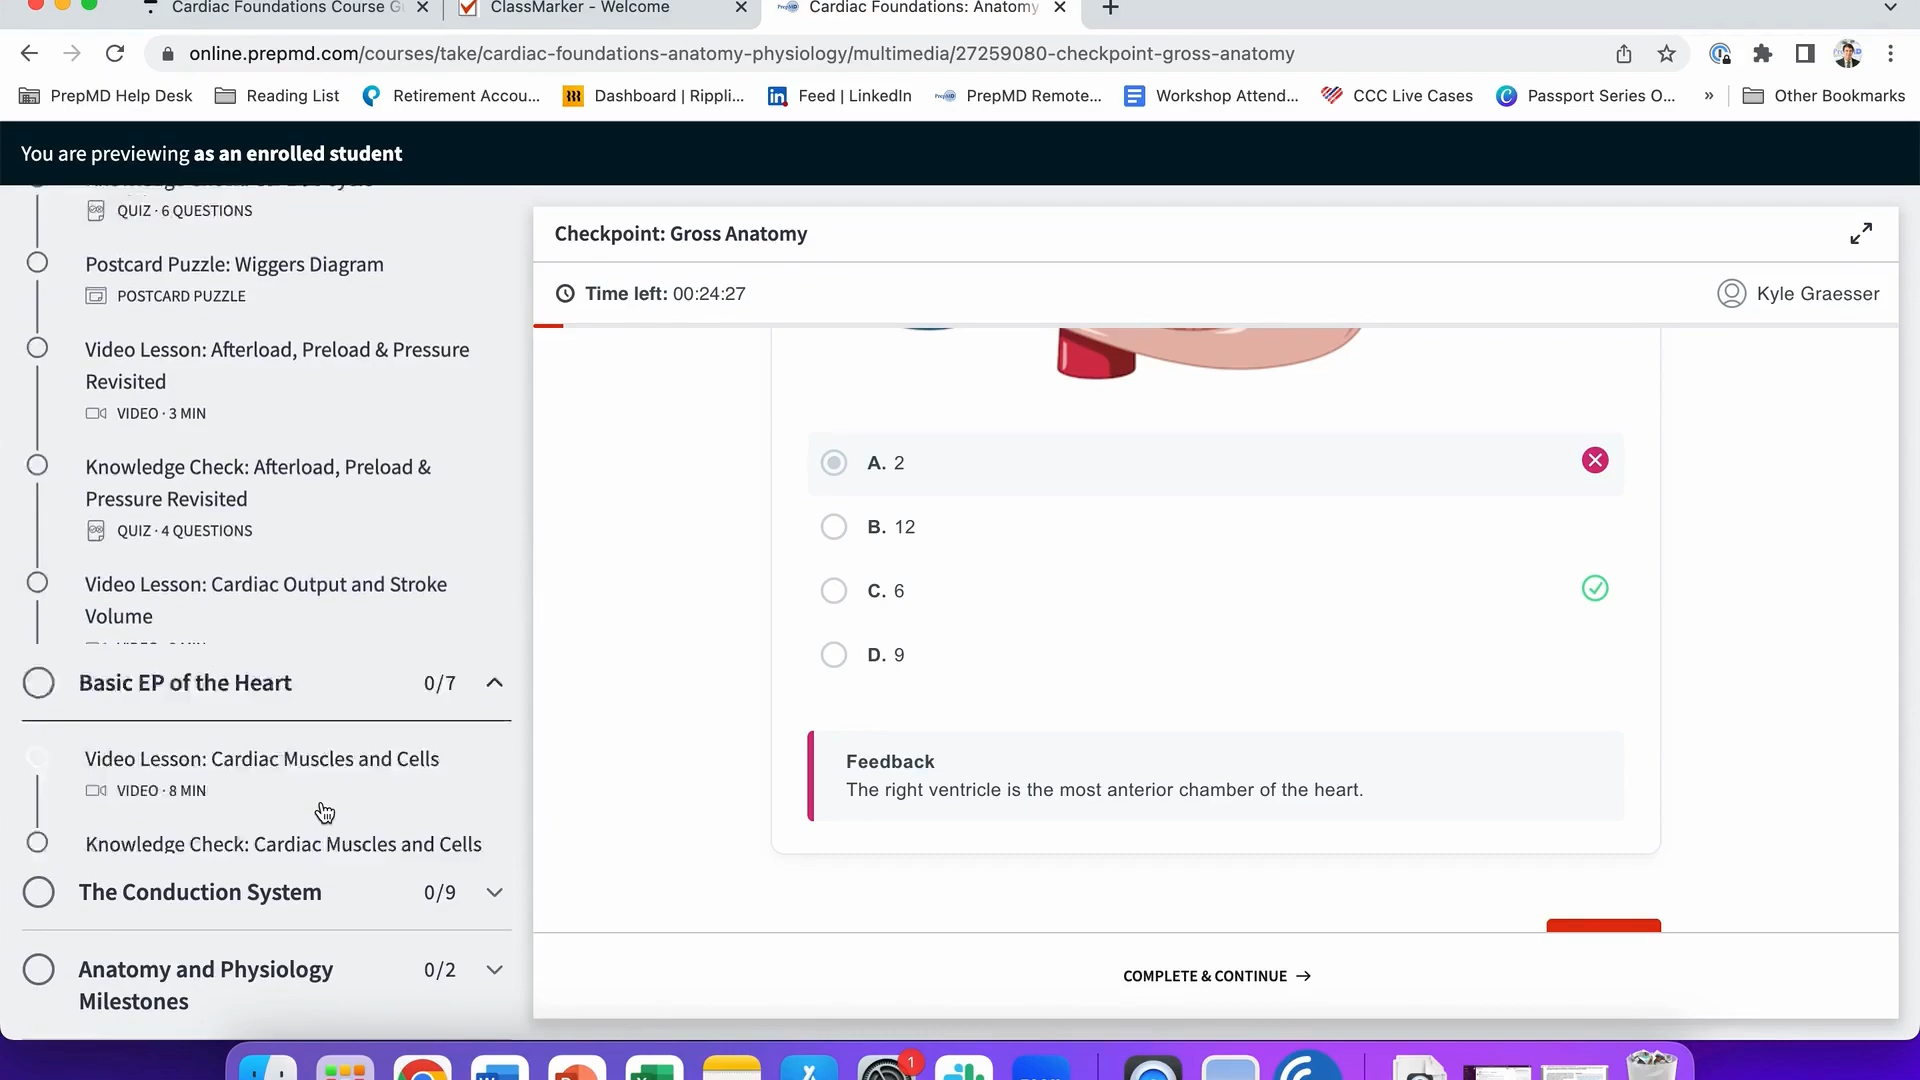 Cardiac Foundations Course G
ClassMarker - Welcome
Cardiac Foundations: Anatomy
online.prepmd.com/courses/take/cardiac-foundations-anatomy-physiology/multimedia/27259080-checkpoint-gross-anatomy
PrepMD Help Desk
Reading List
Retirement Accou...
Dashboard | Rippli...
Feed | LinkedIn
PrepMD Remote...
Workshop Attend...
CCC Live Cases
Passport Series O...
»
Other Bookmarks
You are previewing as an enrolled student
QUIZ · 6 QUESTIONS
Postcard Puzzle: Wiggers Diagram
POSTCARD PUZZLE
Video Lesson: Afterload, Preload & Pressure
Revisited
VIDEO · 3 MIN
Knowledge Check: Afterload, Preload &
Pressure Revisited
QUIZ · 4 QUESTIONS
Video Lesson: Cardiac Output and Stroke
Volume
Basic EP of the Heart 0/7
Video Lesson: Cardiac Muscles and Cells
VIDEO · 8 MIN
Knowledge Check: Cardiac Muscles and Cells
The Conduction System 0/9
Anatomy and Physiology 0/2
Milestones
Checkpoint: Gross Anatomy
Time left: 00:24:27
Kyle Graesser
A. 2
B. 12
C. 6
D. 9
Feedback
The right ventricle is the most anterior chamber of the heart.
COMPLETE & CONTINUE →
1